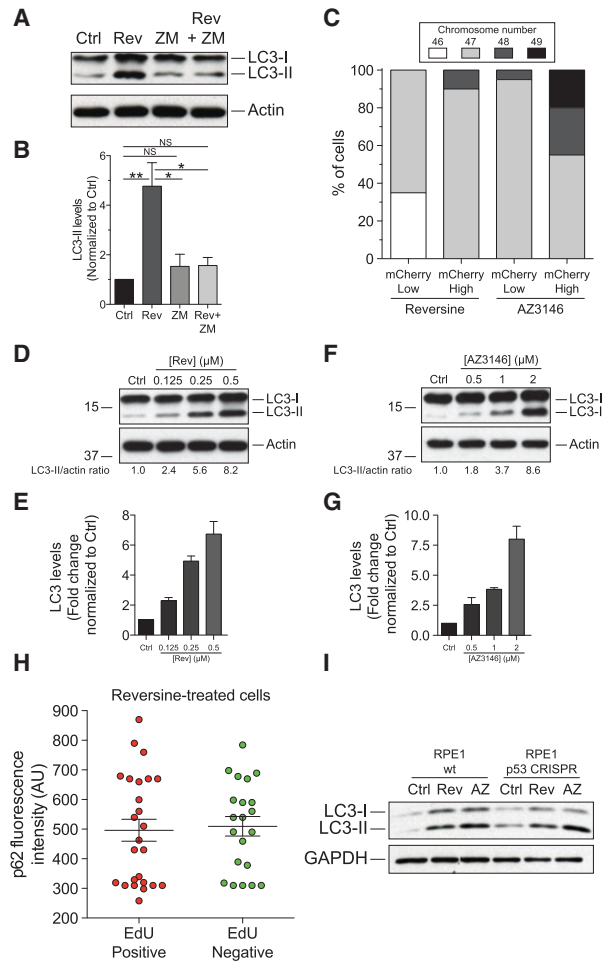 A
Ctrl Rev ZM Rev + ZM
LC3-I
LC3-II
Actin
B
LC3-II levels
(Normalized to Ctrl)
6
4
2
0
NS
NS
**
*
*
Ctrl
Rev
ZM
Rev+
ZM
C
Chromosome number
46 47 48 49
% of cells
100
80
60
40
20
0
mCherry Low
mCherry High
mCherry Low
mCherry High
Reversine
AZ3146
D
[Rev] (µM)
Ctrl 0.125 0.25 0.5
LC3-I
15
LC3-II
Actin
37
LC3-II/actin ratio 1.0 2.4 5.6 8.2
F
[AZ3146] (µM)
Ctrl 0.5 1 2
LC3-I
15
LC3-I
Actin
37
LC3-II/actin ratio 1.0 1.8 3.7 8.6
E
LC3 levels
(Fold change
normalized to Ctrl)
8
6
4
2
0
Ctrl 0.125 0.25 0.5
[Rev] (µM)
G
LC3 levels
(Fold change
normalized to Ctrl)
10.0
7.5
5.0
2.5
0.0
Ctrl 0.5 1 2
[AZ3146] (µM)
H
Reversine-treated cells
p62 fluorescence
intensity (AU)
900
800
700
600
500
400
300
200
EdU
Positive
EdU
Negative
I
RPE1
wt
RPE1
p53 CRISPR
Ctrl Rev AZ Ctrl Rev AZ
LC3-I
LC3-II
GAPDH